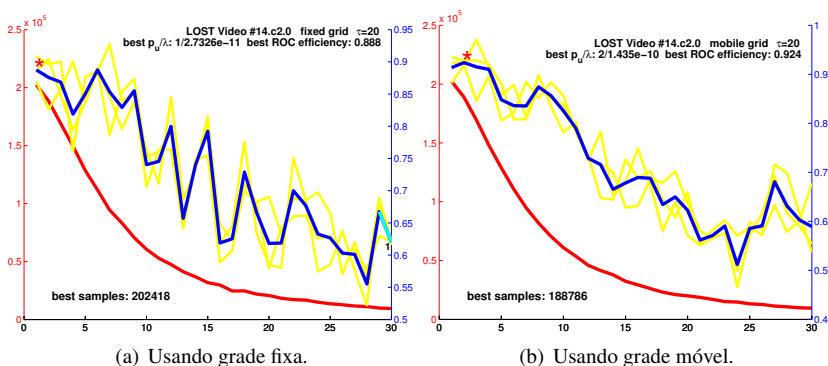 x 10^5
LOST Video #14.c2.0 fixed grid τ=20
best p_u/λ: 1/2.7326e-11 best ROC efficiency: 0.888
2.5
2
1.5
1
0.5
0
0.95
0.9
0.85
0.8
0.75
0.7
0.65
0.6
0.55
0.5
*
best samples: 202418
0 5 10 15 20 25 30
(a) Usando grade fixa.
x 10^5
LOST Video #14.c2.0 mobile grid τ=20
best p_u/λ: 2/1.435e-10 best ROC efficiency: 0.924
2.5
2
1.5
1
0.5
0
1
0.9
0.8
0.7
0.6
0.5
0.4
*
best samples: 188786
0 5 10 15 20 25 30
(b) Usando grade móvel.